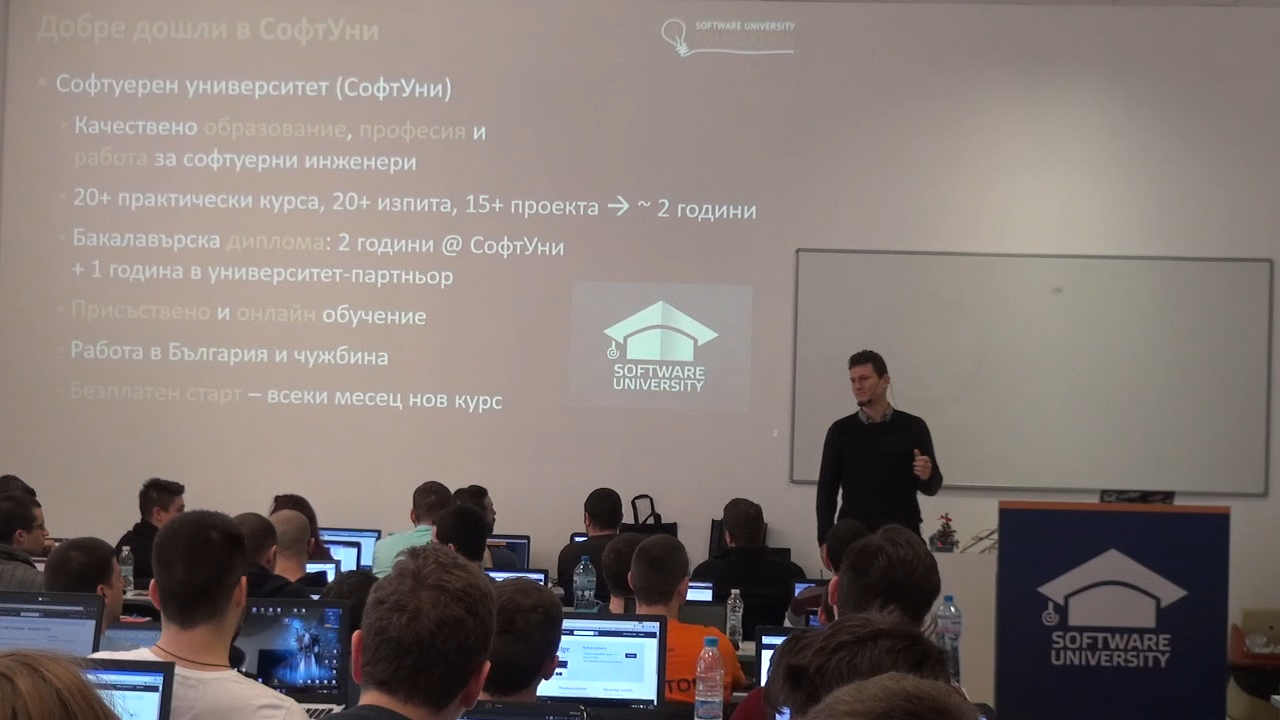 Добре дошли в СофтУни
SOFTWARE UNIVERSITY
FOUNDATION
Софтуерен университет (СофтУни)
Качествено образование, професия и
работа за софтуерни инженери
20+ практически курса, 20+ изпита, 15+ проекта → ~ 2 години
Бакалавърска диплома: 2 години @ СофтУни
+ 1 година в университет-партньор
Присъствено и онлайн обучение
Работа в България и чужбина
Безплатен старт – всеки месец нов курс
SOFTWARE
UNIVERSITY
2
SOFTWARE
UNIVERSITY